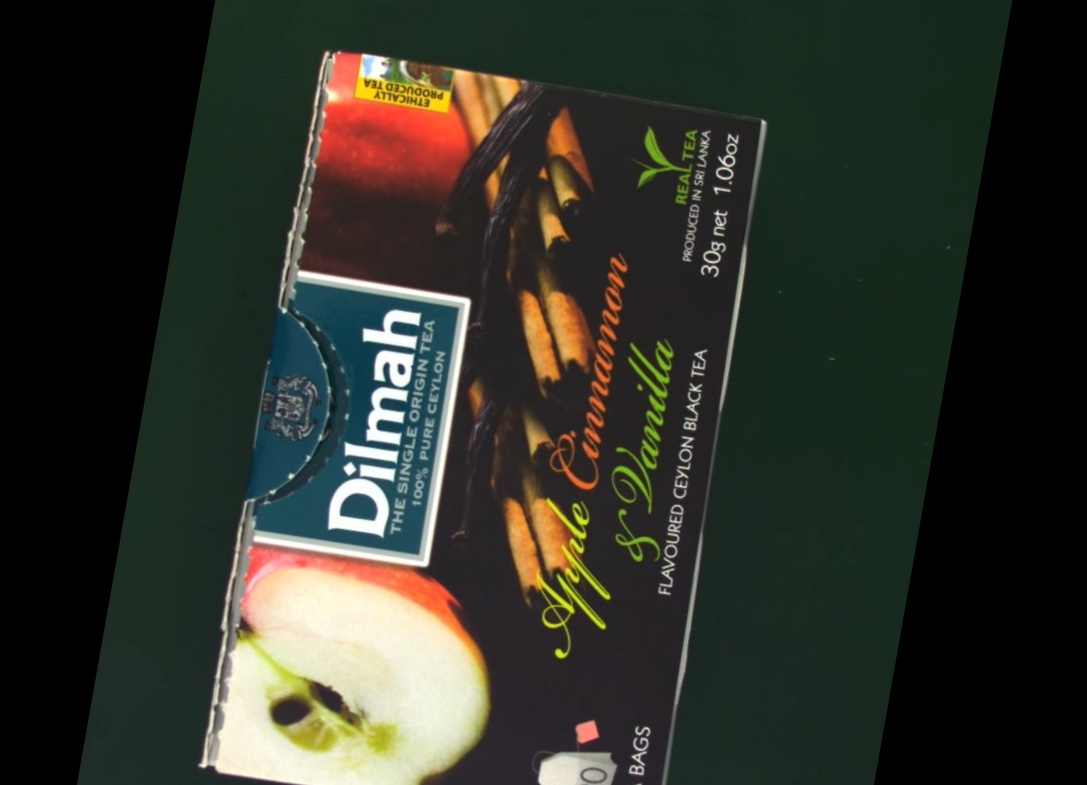 Dilmah
THE SINGLE ORIGIN TEA
100% PURE CEYLON
ETHICALLY
PRODUCED TEA
Apple Cinnamon
& Vanilla
FLAVOURED CEYLON BLACK TEA
REAL TEA
PRODUCED IN SRI LANKA
30g net 1.06oz
BAGS